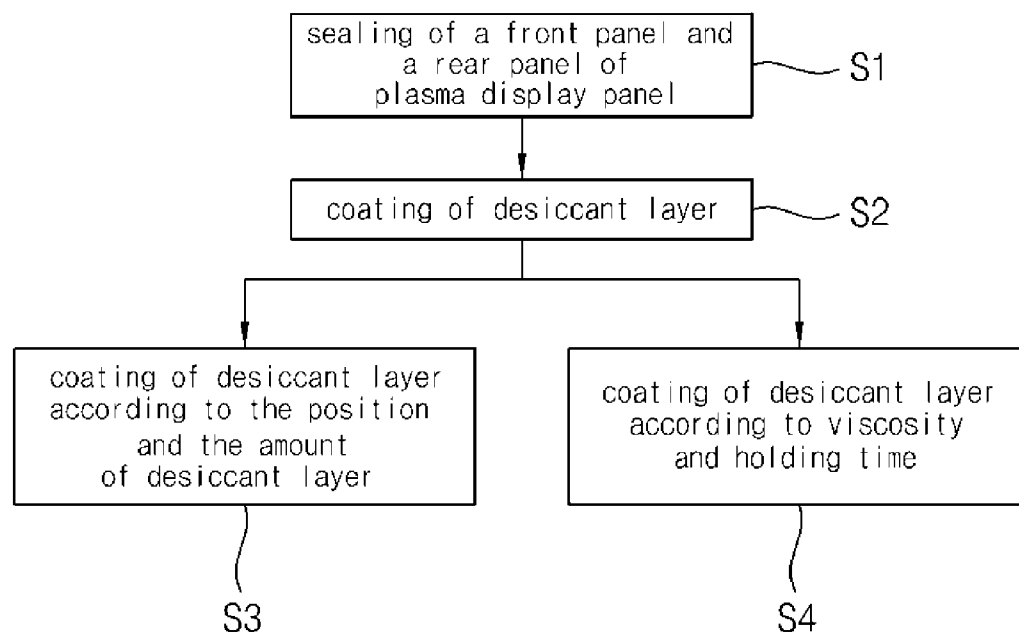 sealing of a front panel and
a rear panel of
plasma display panel
S1
coating of desiccant layer
S2
coating of desiccant layer
according to the position
and the amount
of desiccant layer
S3
coating of desiccant layer
according to viscosity
and holding time
S4